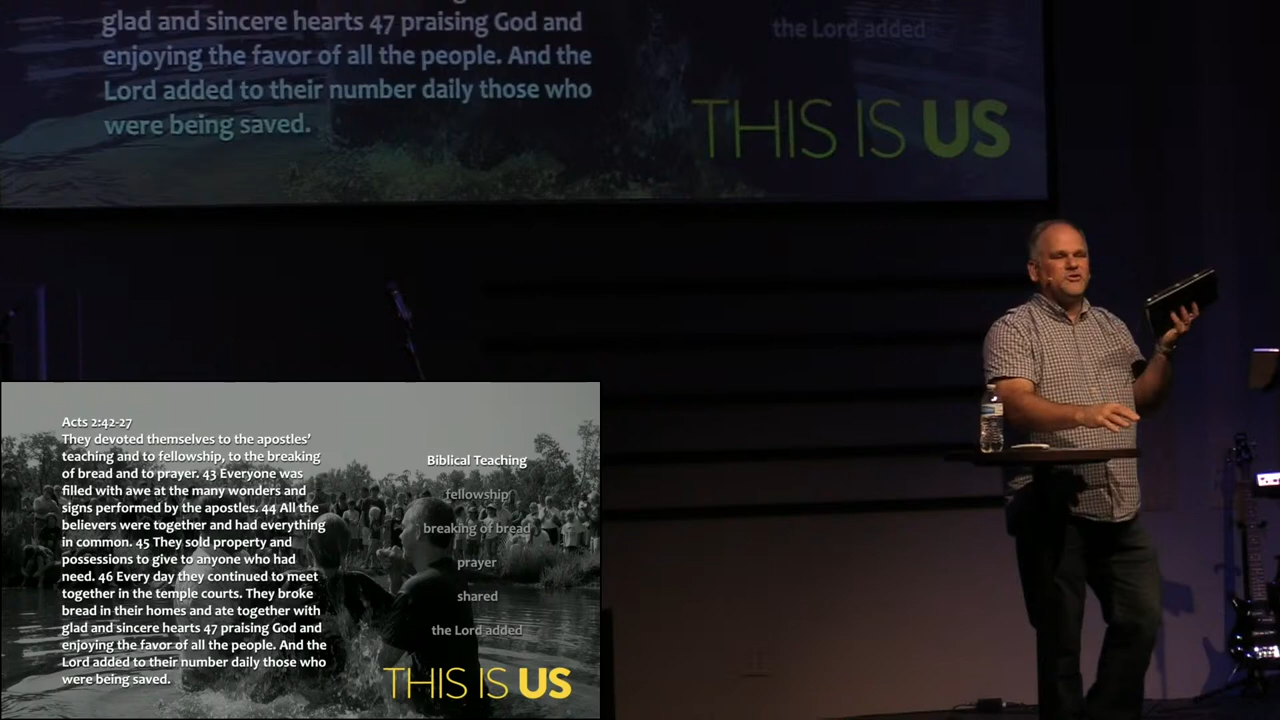 glad and sincere hearts 47 praising God and
enjoying the favor of all the people. And the
Lord added to their number daily those who
were being saved.
the Lord added
THIS IS US
Acts 2:42-27
They devoted themselves to the apostles'
teaching and to fellowship, to the breaking
of bread and to prayer. 43 Everyone was
filled with awe at the many wonders and
signs performed by the apostles. 44 All the
believers were together and had everything
in common. 45 They sold property and
possessions to give to anyone who had
need. 46 Every day they continued to meet
together in the temple courts. They broke
bread in their homes and ate together with
glad and sincere hearts 47 praising God and
enjoying the favor of all the people. And the
Lord added to their number daily those who
were being saved.
Biblical Teaching
fellowship
breaking of bread
prayer
shared
the Lord added
THIS IS US